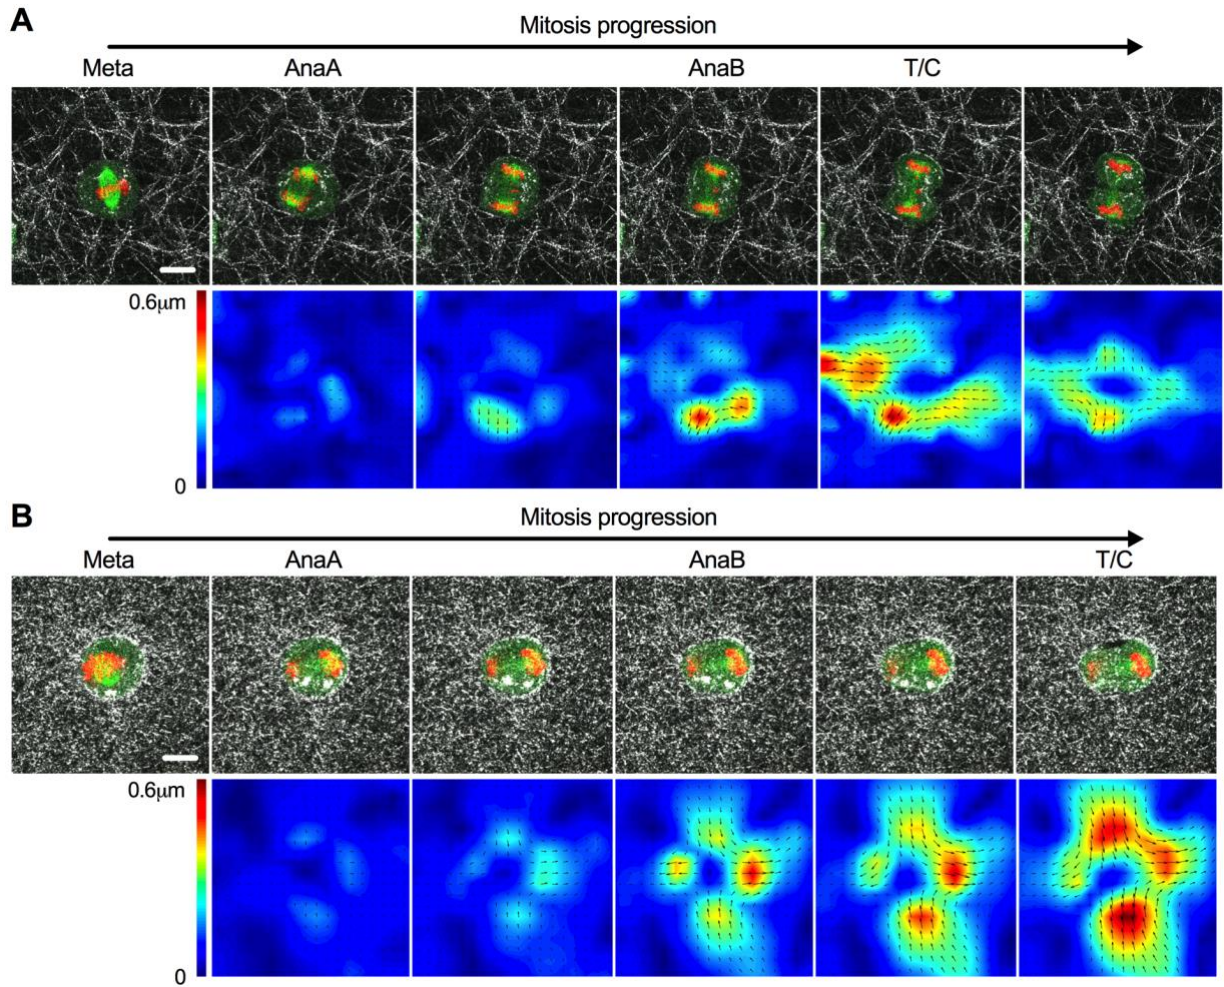 A
Mitosis progression
Meta AnaA AnaB T/C
0.6μm
0
B
Mitosis progression
Meta AnaA AnaB T/C
0.6μm
0